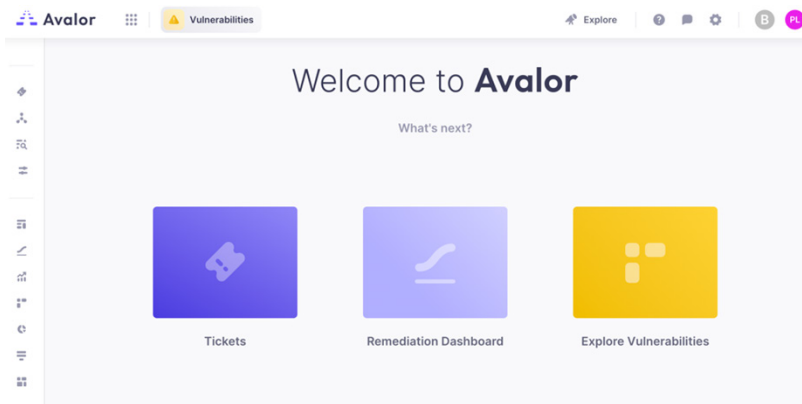 Avalor
Vulnerabilities
Explore
B
PL
Welcome to Avalor
What's next?
Tickets
Remediation Dashboard
Explore Vulnerabilities